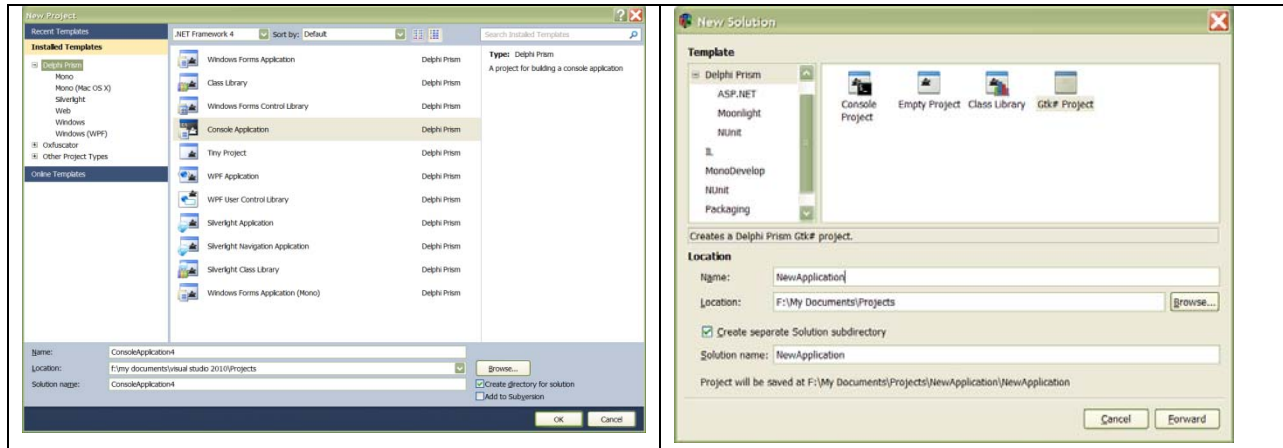 New Project
Recent Templates
Installed Templates
Delphi Prism
Mono
Mono (Mac OS X)
Silverlight
Web
Windows
Windows (WPF)
Oxfuscator
Other Project Types
Online Templates
.NET Framework 4 Sort by: Default Search Installed Templates
Windows Forms Application Delphi Prism
Class Library Delphi Prism
Windows Forms Control Library Delphi Prism
Console Application Delphi Prism
Tiny Project Delphi Prism
WPF Application Delphi Prism
WPF User Control Library Delphi Prism
Silverlight Application Delphi Prism
Silverlight Navigation Application Delphi Prism
Silverlight Class Library Delphi Prism
Windows Forms Application (Mono) Delphi Prism
Type: Delphi Prism
A project for building a console application
Name: ConsoleApplication4
Location: f:\my documents\visual studio 2010\Projects Browse...
Solution name: ConsoleApplication4
Create directory for solution
Add to Subversion
OK Cancel
New Solution
Template
Delphi Prism
ASP.NET
Moonlight
NUnit
IL
MonoDevelop
NUnit
Packaging
Console Project
Empty Project
Class Library
Gtk# Project
Creates a Delphi Prism Gtk# project.
Location
Name: NewApplication
Location: F:\My Documents\Projects Browse...
Create separate Solution subdirectory
Solution name: NewApplication
Project will be saved at F:\My Documents\Projects\NewApplication\NewApplication
Cancel Forward